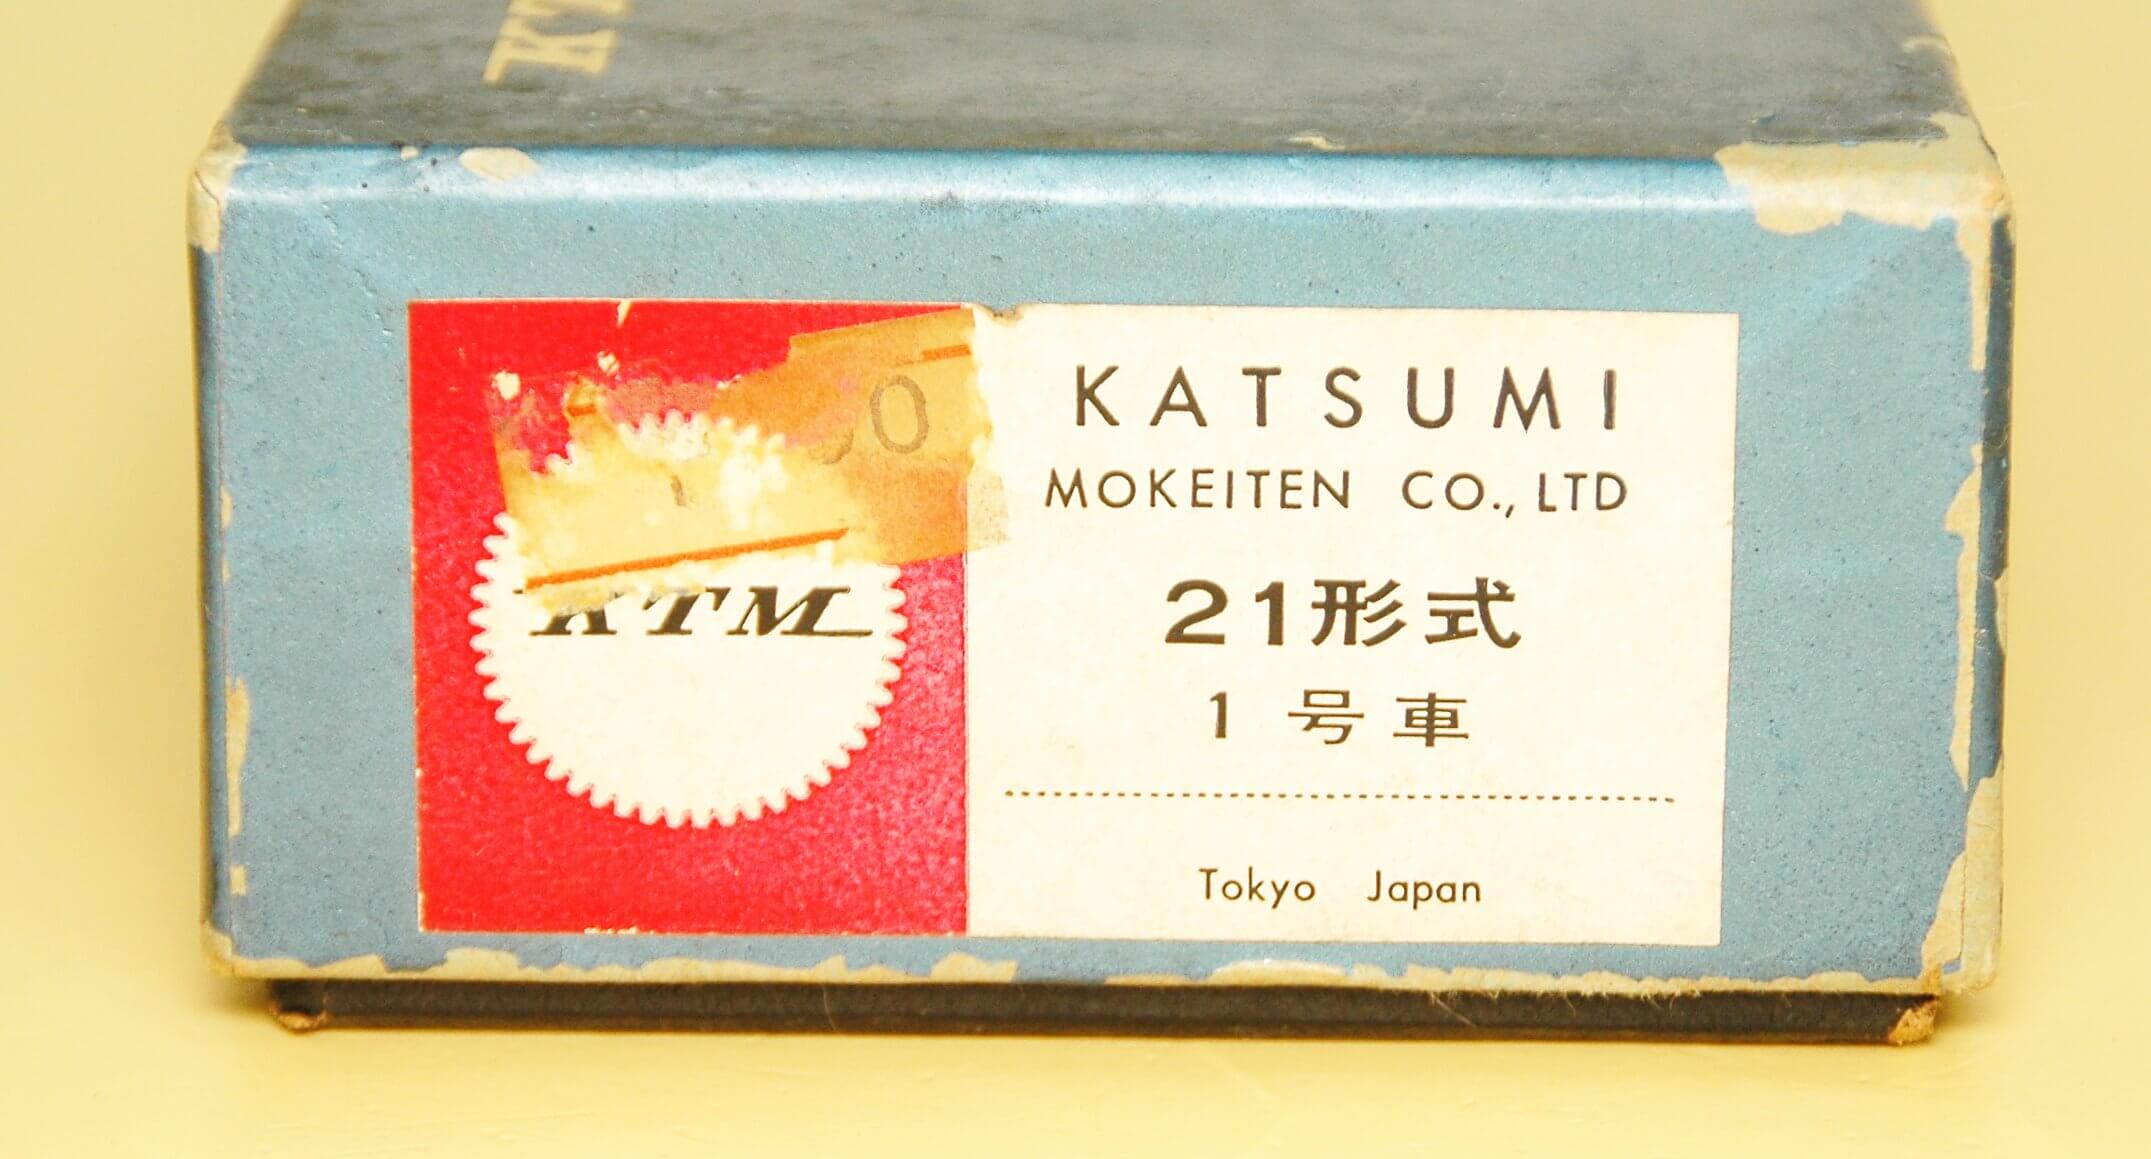 KTM
KATSUMI
MOKEITEN CO., LTD
21形式
1 号車
Tokyo Japan